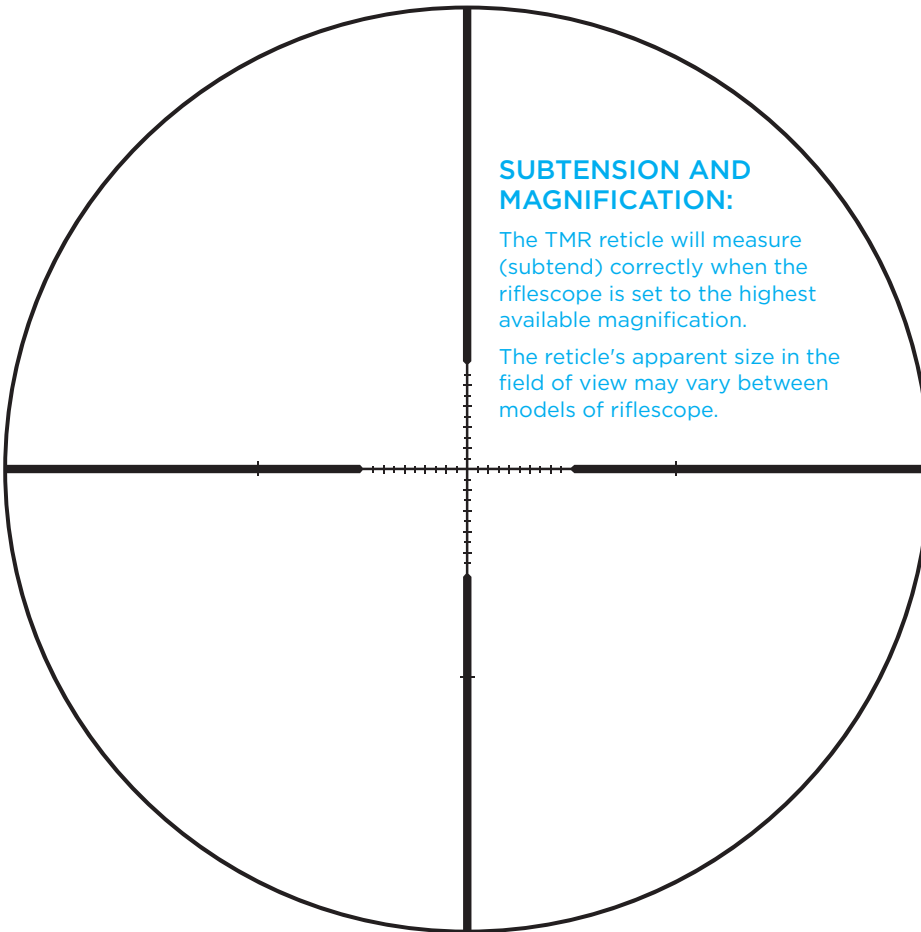 SUBTENSION AND
MAGNIFICATION:
The TMR reticle will measure
(subtend) correctly when the
riflescope is set to the highest
available magnification.
The reticle's apparent size in the
field of view may vary between
models of riflescope.